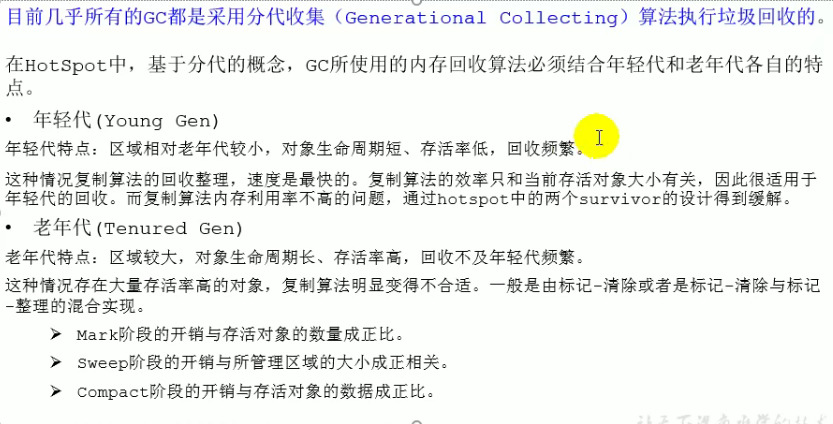 目前几乎所有的GC都是采用分代收集（Generational Collecting）算法执行垃圾回收的。
在HotSpot中，基于分代的概念，GC所使用的内存回收算法必须结合年轻代和老年代各自的特
点。
• 年轻代(Young Gen)
年轻代特点：区域相对老年代较小，对象生命周期短、存活率低，回收频繁。
这种情况复制算法的回收整理，速度是最快的。复制算法的效率只和当前存活对象大小有关，因此很适用于
年轻代的回收。而复制算法内存利用率不高的问题，通过hotspot中的两个survivor的设计得到缓解。
• 老年代(Tenured Gen)
老年代特点：区域较大，对象生命周期长、存活率高，回收不及年轻代频繁。
这种情况存在大量存活率高的对象，复制算法明显变得不合适。一般是由标记-清除或者是标记-清除与标记
-整理的混合实现。
➢ Mark阶段的开销与存活对象的数量成正比。
➢ Sweep阶段的开销与所管理区域的大小成正相关。
➢ Compact阶段的开销与存活对象的数据成正比。